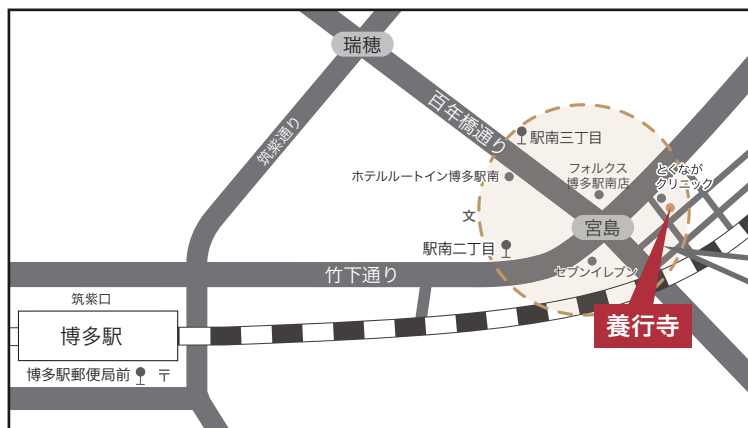 瑞穂
百年橋通り
筑紫通り
駅南三丁目
フォルクス
博多駅南店
とくなが
クリニック
ホテルルートイン博多駅南
文
宮島
駅南二丁目
竹下通り
セブンイレブン
筑紫口
博多駅
養行寺
博多駅郵便局前
〒